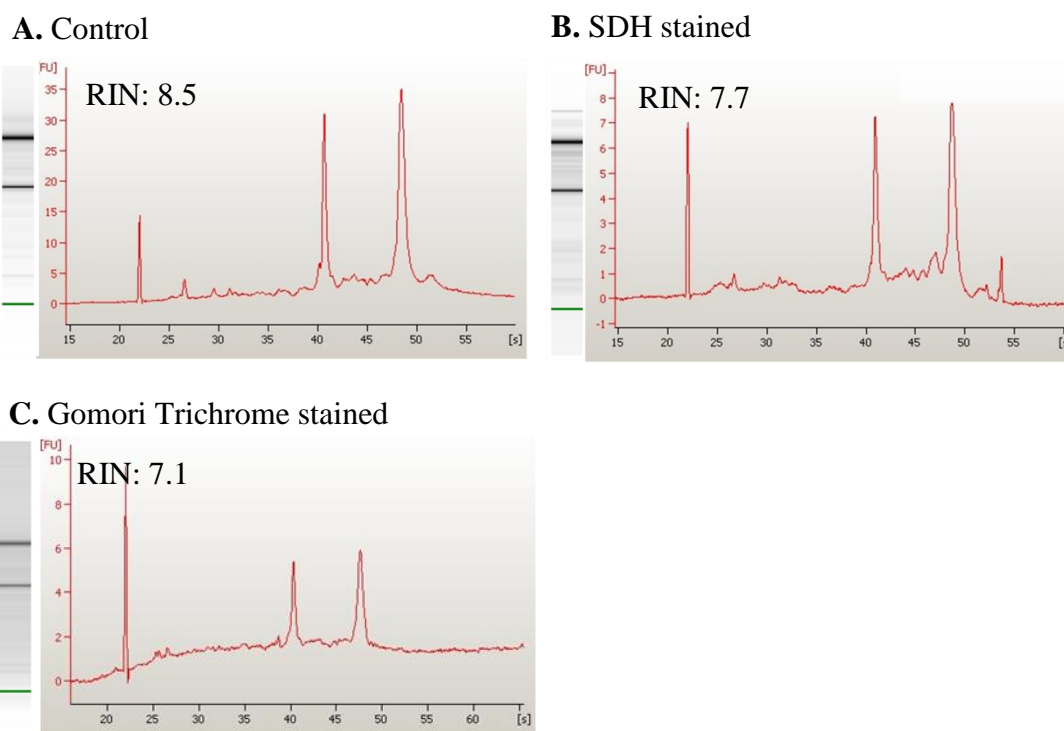 A. Control
[FU]
RIN: 8.5
35
30
25
20
15
10
5
0
15 20 25 30 35 40 45 50 55 [s]
B. SDH stained
[FU]
RIN: 7.7
8
7
6
5
4
3
2
1
0
-1
15 20 25 30 35 40 45 50 55
C. Gomori Trichrome stained
[FU]
RIN: 7.1
10
8
6
4
2
0
20 25 30 35 40 45 50 55 60 [s]